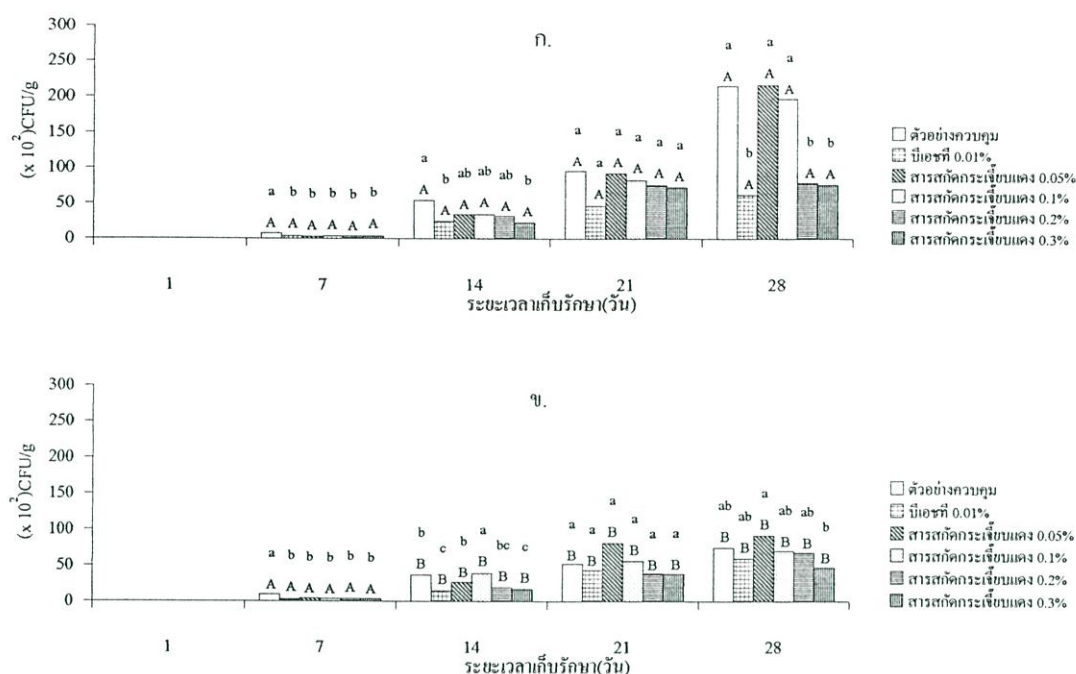 ก.
300
250
200
150
100
50
0
(x 10²)CFU/g
a b b b b b
A A A A A A
a b ab ab ab b
A A A A A A
a a a a a a
A A A A A A
a b a a b b
A A A A A A
1 7 14 21 28
ระยะเวลาเก็บรักษา(วัน)
ตัวอย่างควบคุม
บีเอชที 0.01%
สารสกัดกระเจี๊ยบแดง 0.05%
สารสกัดกระเจี๊ยบแดง 0.1%
สารสกัดกระเจี๊ยบแดง 0.2%
สารสกัดกระเจี๊ยบแดง 0.3%
ข.
300
250
200
150
100
50
0
(x 10²)CFU/g
a b b b b b
A A A A A A
b c b a bc c
B B B B B B
a a a a a a
B B B B B B
ab ab a ab ab b
B B B B B B
1 7 14 21 28
ระยะเวลาเก็บรักษา(วัน)
ตัวอย่างควบคุม
บีเอชที 0.01%
สารสกัดกระเจี๊ยบแดง 0.05%
สารสกัดกระเจี๊ยบแดง 0.1%
สารสกัดกระเจี๊ยบแดง 0.2%
สารสกัดกระเจี๊ยบแดง 0.3%